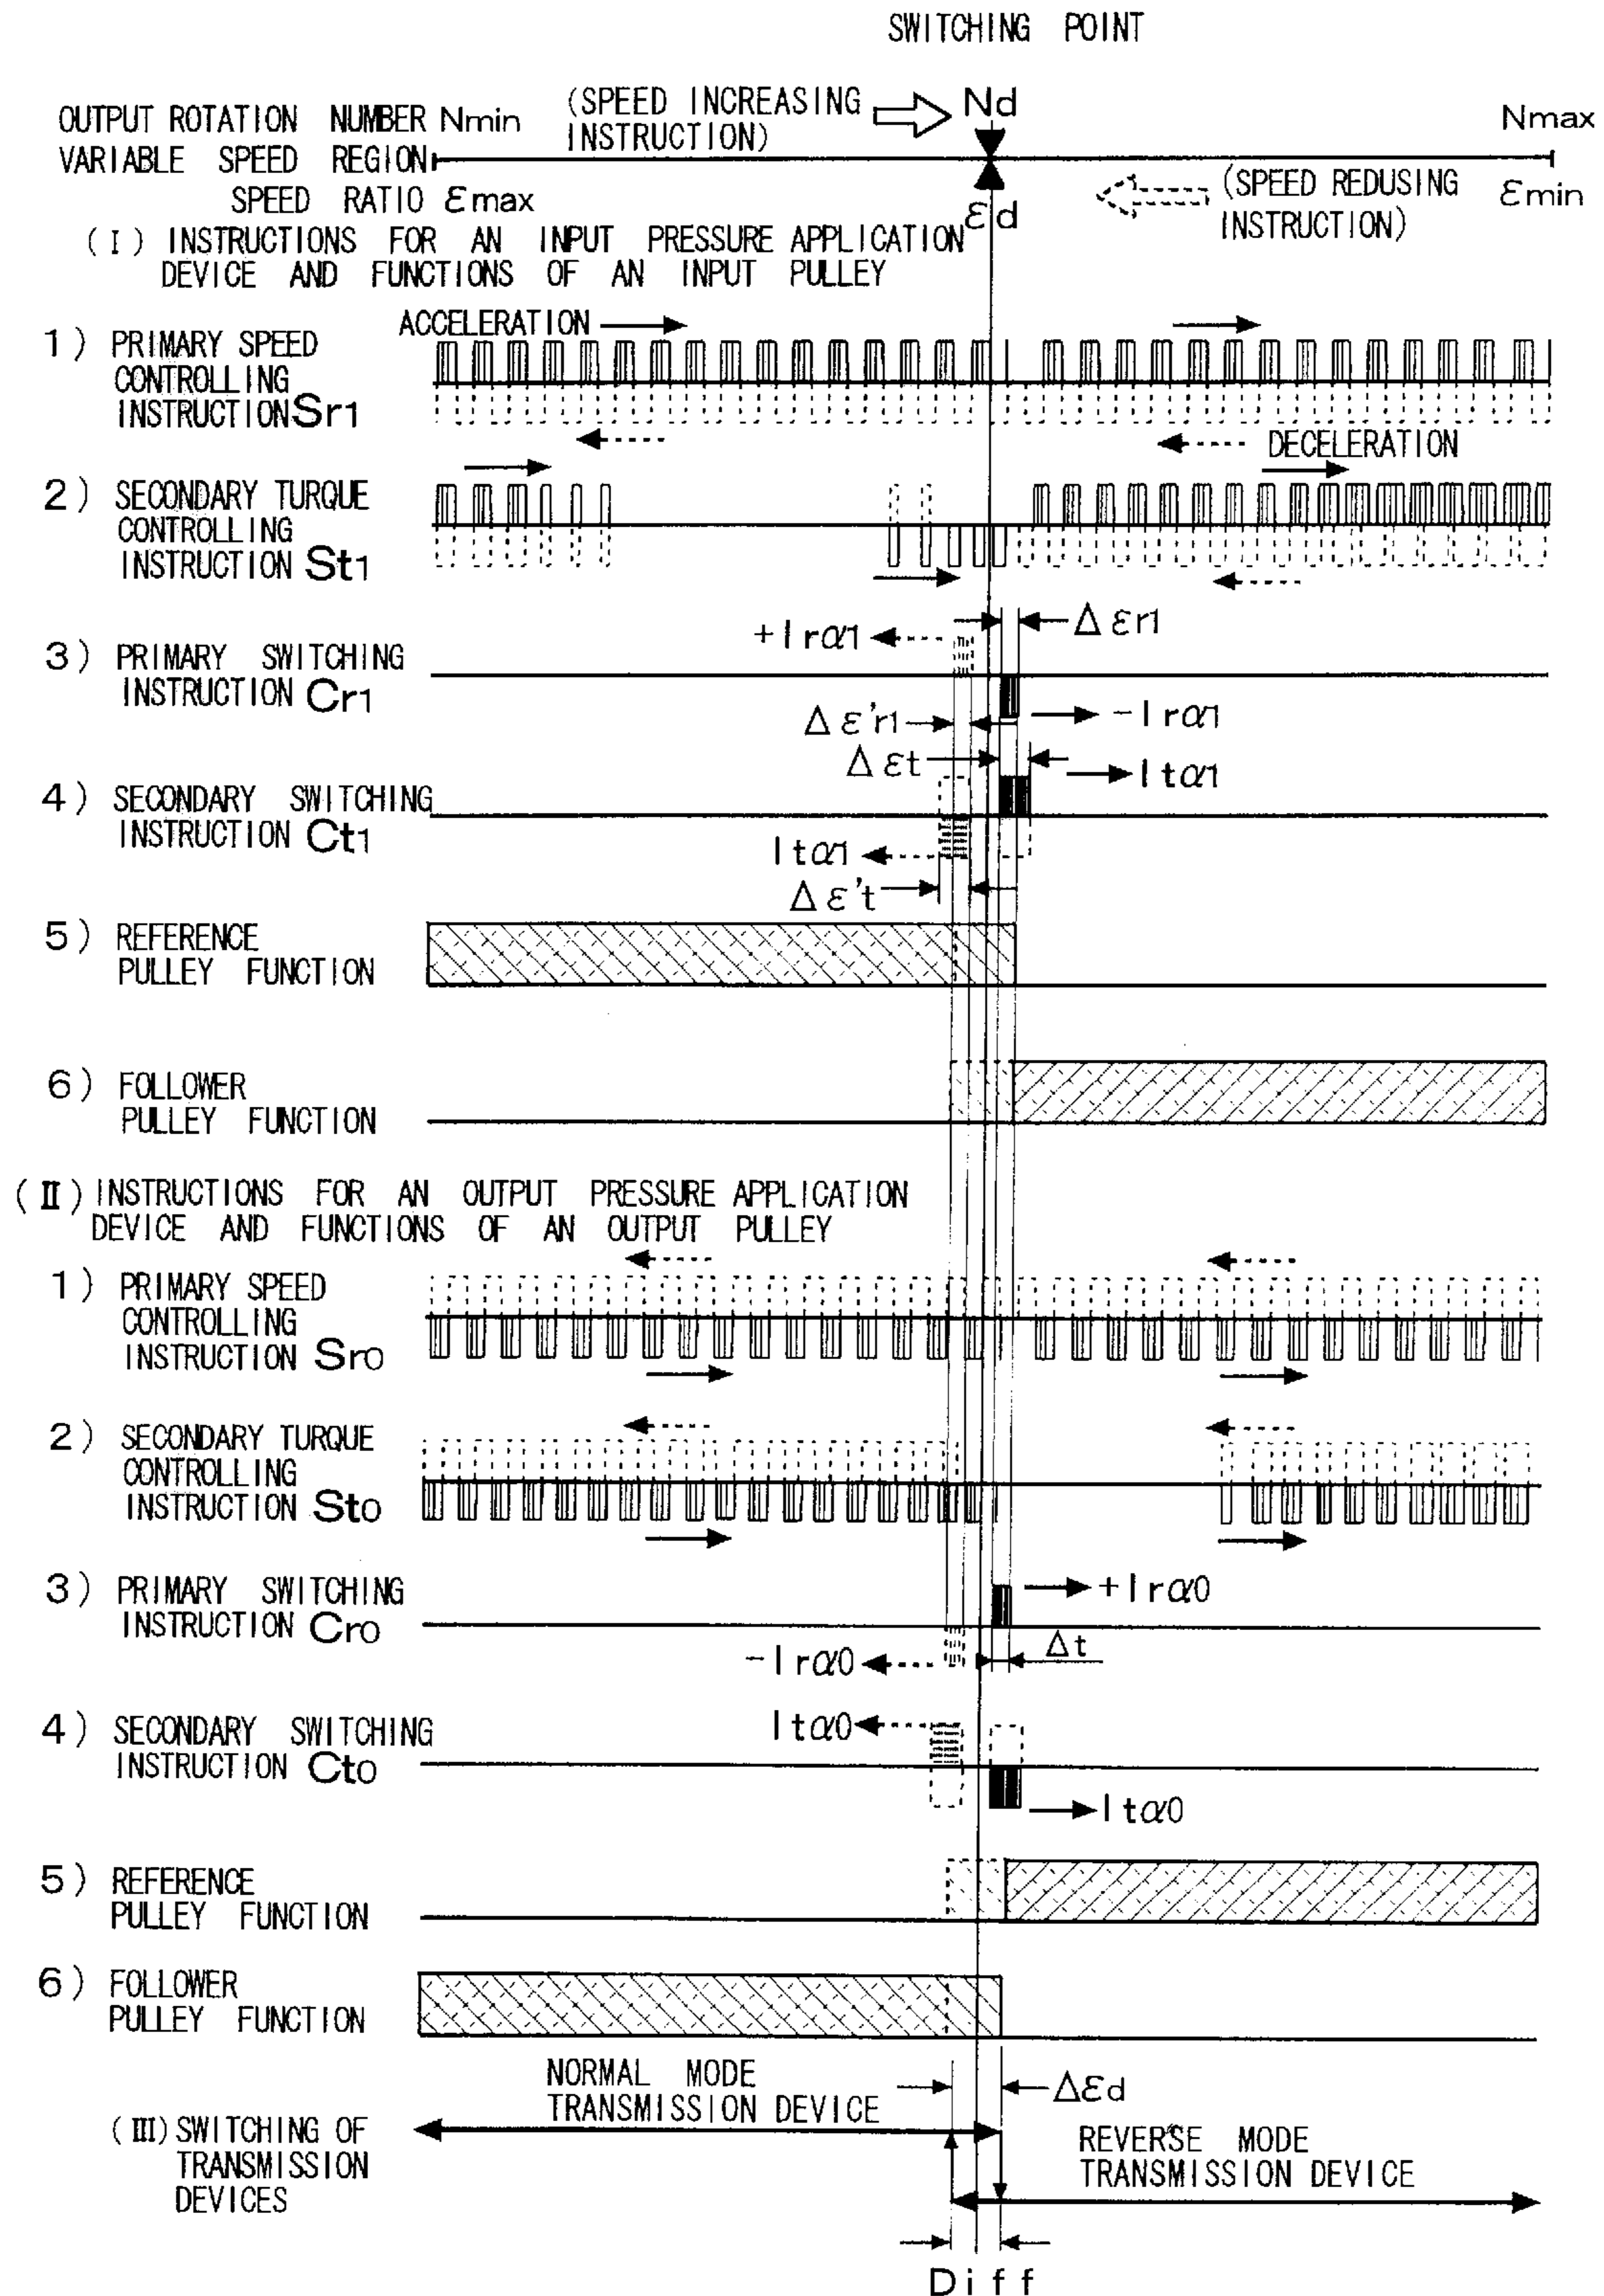 SWITCHING POINT
OUTPUT ROTATION NUMBER Nmin
(SPEED INCREASING
INSTRUCTION)
Nd
Nmax
VARIABLE SPEED REGION
SPEED RATIO εmax
εd
(SPEED REDUSING
INSTRUCTION)
εmin
(I) INSTRUCTIONS FOR AN INPUT PRESSURE APPLICATION
DEVICE AND FUNCTIONS OF AN INPUT PULLEY
ACCELERATION
1) PRIMARY SPEED
CONTROLLING
INSTRUCTION Sr1
DECELERATION
2) SECONDARY TURQUE
CONTROLLING
INSTRUCTION St1
+Irα1
Δεr1
3) PRIMARY SWITCHING
INSTRUCTION Cr1
Δε'r1
-Irα1
Δεt
Itα1
4) SECONDARY SWITCHING
INSTRUCTION Ct1
Itα1
Δε't
5) REFERENCE
PULLEY FUNCTION
6) FOLLOWER
PULLEY FUNCTION
(II) INSTRUCTIONS FOR AN OUTPUT PRESSURE APPLICATION
DEVICE AND FUNCTIONS OF AN OUTPUT PULLEY
1) PRIMARY SPEED
CONTROLLING
INSTRUCTION Sr0
2) SECONDARY TURQUE
CONTROLLING
INSTRUCTION St0
3) PRIMARY SWITCHING
INSTRUCTION Cr0
+Irα0
-Irα0
Δt
4) SECONDARY SWITCHING
INSTRUCTION Ct0
Itα0
Itα0
5) REFERENCE
PULLEY FUNCTION
6) FOLLOWER
PULLEY FUNCTION
NORMAL MODE
TRANSMISSION DEVICE
Δεd
(III) SWITCHING OF
TRANSMISSION
DEVICES
REVERSE MODE
TRANSMISSION DEVICE
Diff